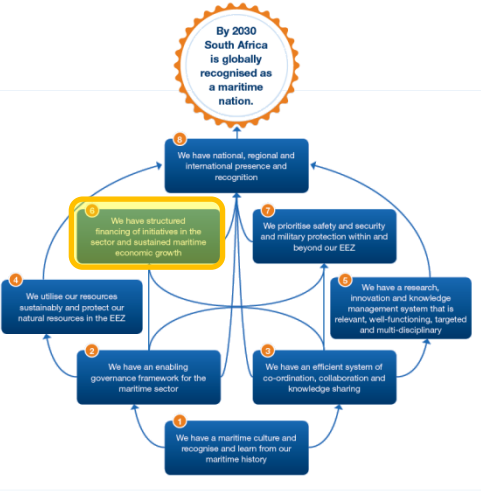 By 2030
South Africa
is globally
recognised as
a maritime
nation.
8
We have national, regional and
international presence and
recognition
6
We have structured
financing of initiatives in the
sector and sustained maritime
economic growth
7
We prioritise safety and security
and military protection within and
beyond our EEZ
4
We utilise our resources
sustainably and protect our
natural resources in the EEZ
5
We have a research,
innovation and knowledge
management system that is
relevant, well-functioning, targeted
and multi-disciplinary
2
We have an enabling
governance framework for the
maritime sector
3
We have an efficient system of
co-ordination, collaboration and
knowledge sharing
1
We have a maritime culture and
recognise and learn from our
maritime history